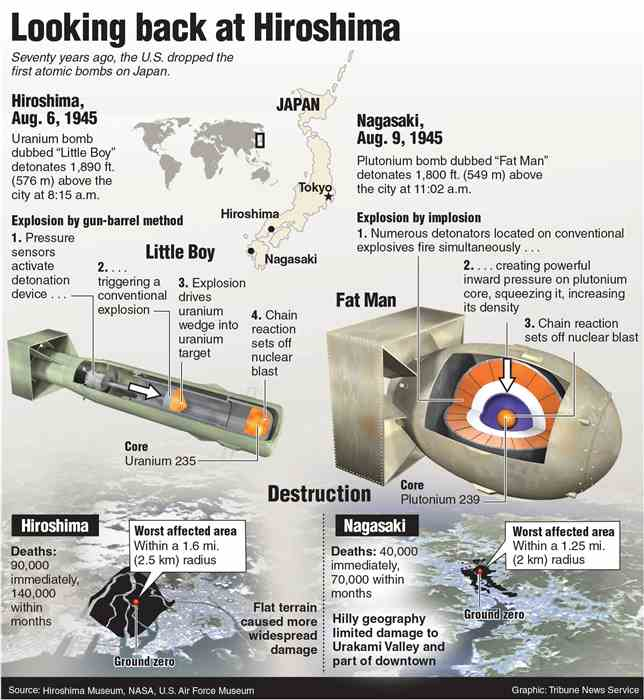 Looking back at Hiroshima
Seventy years ago, the U.S. dropped the
first atomic bombs on Japan.
Hiroshima,
Aug. 6, 1945
Uranium bomb
dubbed “Little Boy”
detonates 1,890 ft.
(576 m) above the
city at 8:15 a.m.
JAPAN
Tokyo
Hiroshima
Nagasaki
Nagasaki,
Aug. 9, 1945
Plutonium bomb dubbed “Fat Man”
detonates 1,800 ft. (549 m) above
the city at 11:02 a.m.
Explosion by gun-barrel method
Little Boy
1. Pressure
sensors
activate
detonation
device . . .
2. . . .
triggering a
conventional
explosion
3. Explosion
drives
uranium
wedge into
uranium
target
4. Chain
reaction
sets off
nuclear
blast
Core
Uranium 235
Explosion by implosion
1. Numerous detonators located on conventional
explosives fire simultaneously . . .
Fat Man
2. . . . creating powerful
inward pressure on plutonium
core, squeezing it, increasing
its density
3. Chain reaction
sets off nuclear blast
Core
Plutonium 239
Destruction
Hiroshima
Deaths:
90,000
immediately,
140,000
within
months
Worst affected area
Within a 1.6 mi.
(2.5 km) radius
Ground zero
Flat terrain
caused more
widespread
damage
Nagasaki
Deaths: 40,000
immediately,
70,000 within
months
Worst affected area
Within a 1.25 mi.
(2 km) radius
Ground zero
Hilly geography
limited damage to
Urakami Valley and
part of downtown
Source: Hiroshima Museum, NASA, U.S. Air Force Museum
Graphic: Tribune News Service